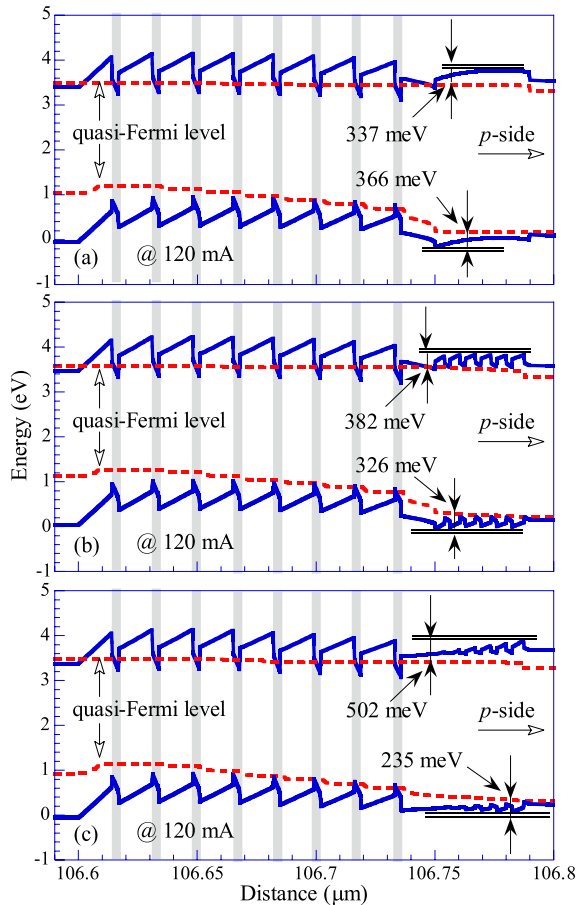 5
4
3
2
1
0
-1
quasi-Fermi level
337 meV
p-side
366 meV
(a)
@ 120 mA
5
4
3
2
1
0
-1
Energy (eV)
quasi-Fermi level
382 meV
p-side
326 meV
(b)
@ 120 mA
5
4
3
2
1
0
-1
quasi-Fermi level
502 meV
p-side
235 meV
(c)
@ 120 mA
106.6 106.65 106.7 106.75 106.8
Distance (μm)